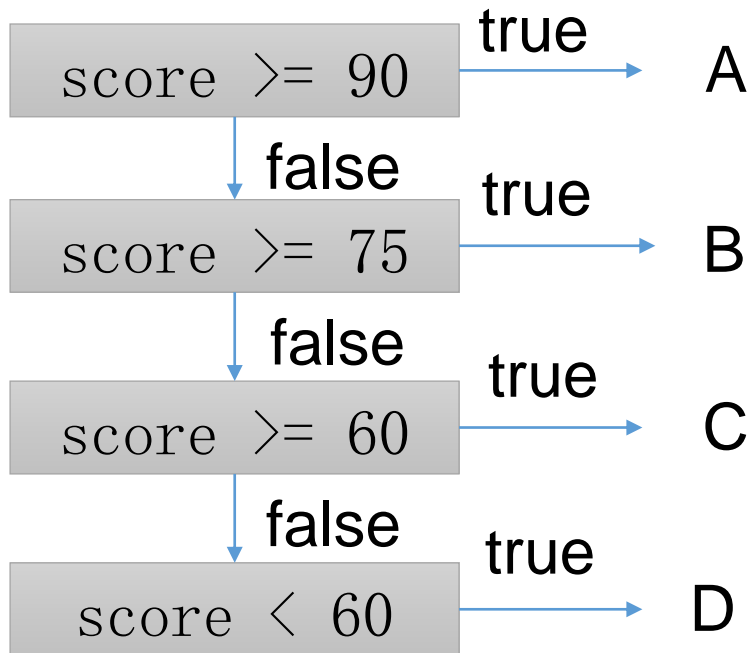 score >= 90
true
A
false
score >= 75
true
B
false
score >= 60
true
C
false
score < 60
true
D